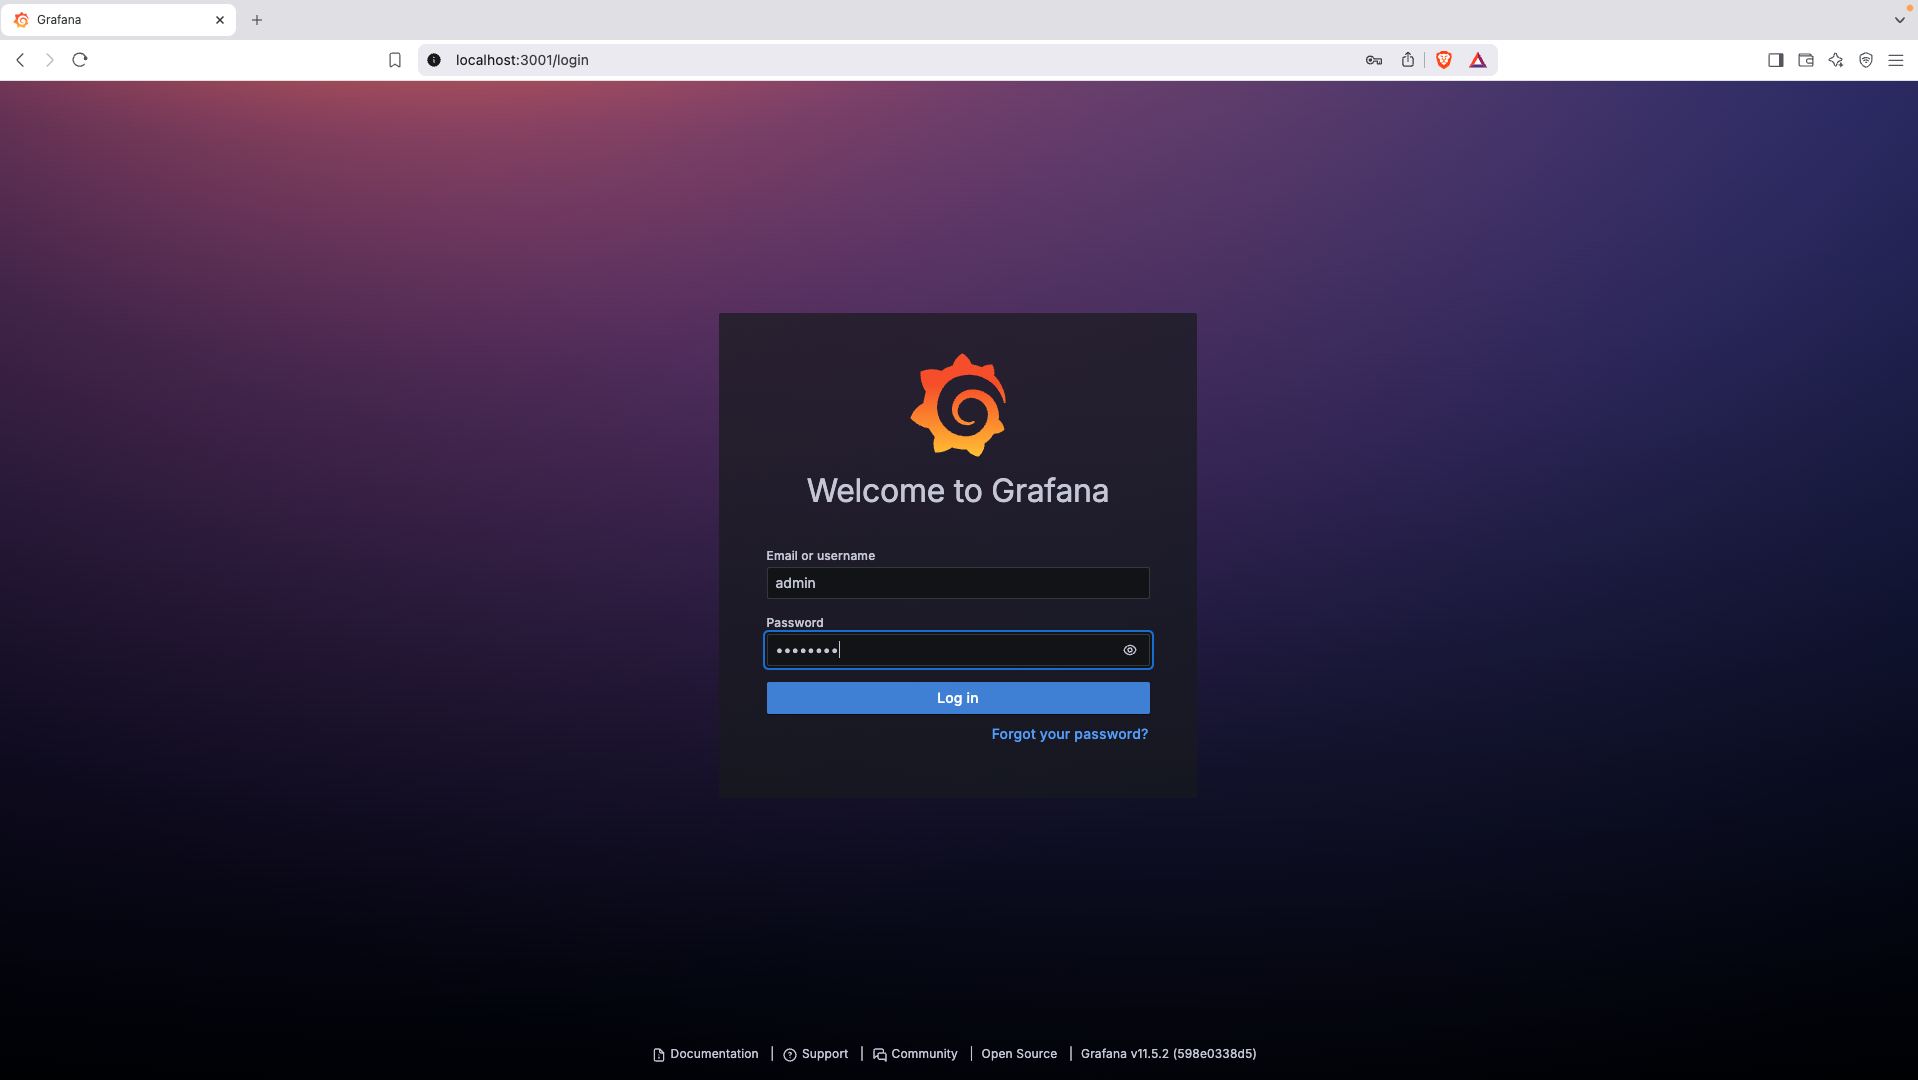 Grafana
localhost:3001/login
Welcome to Grafana
Email or username
admin
Password
••••••••
Log in
Forgot your password?
Documentation | Support | Community | Open Source | Grafana v11.5.2 (598e0338d5)